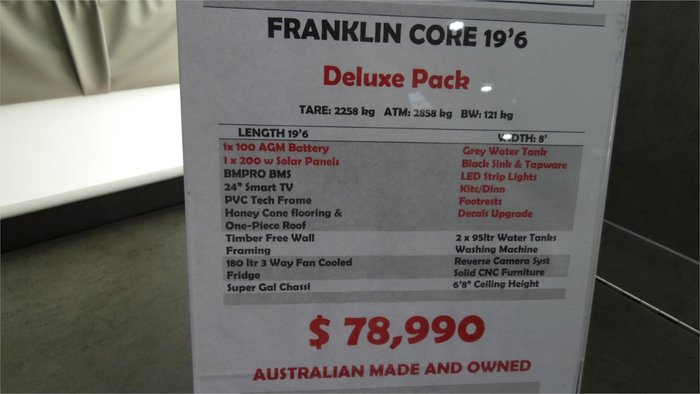 FRANKLIN CORE 19'6
Deluxe Pack
TARE: 2258 kg ATM: 2858 kg BW: 121 kg
LENGTH 19'6 WIDTH: 8'
1x 100 AGM Battery Grey Water Tank
1 x 200 w Solar Panels Black Sink & Tapware
BMPRO BMS LED Strip Lights
24" Smart TV Kitc/Dinn
PVC Tech Frame Footrests
Honey Cone flooring & Decals Upgrade
One-Piece Roof
Timber Free Wall 2 x 95ltr Water Tanks
Framing Washing Machine
180 ltr 3 Way Fan Cooled Reverse Camera Syst
Fridge Solid CNC Furniture
Super Gal Chassi 6'8" Ceiling Height
$ 78,990
AUSTRALIAN MADE AND OWNED